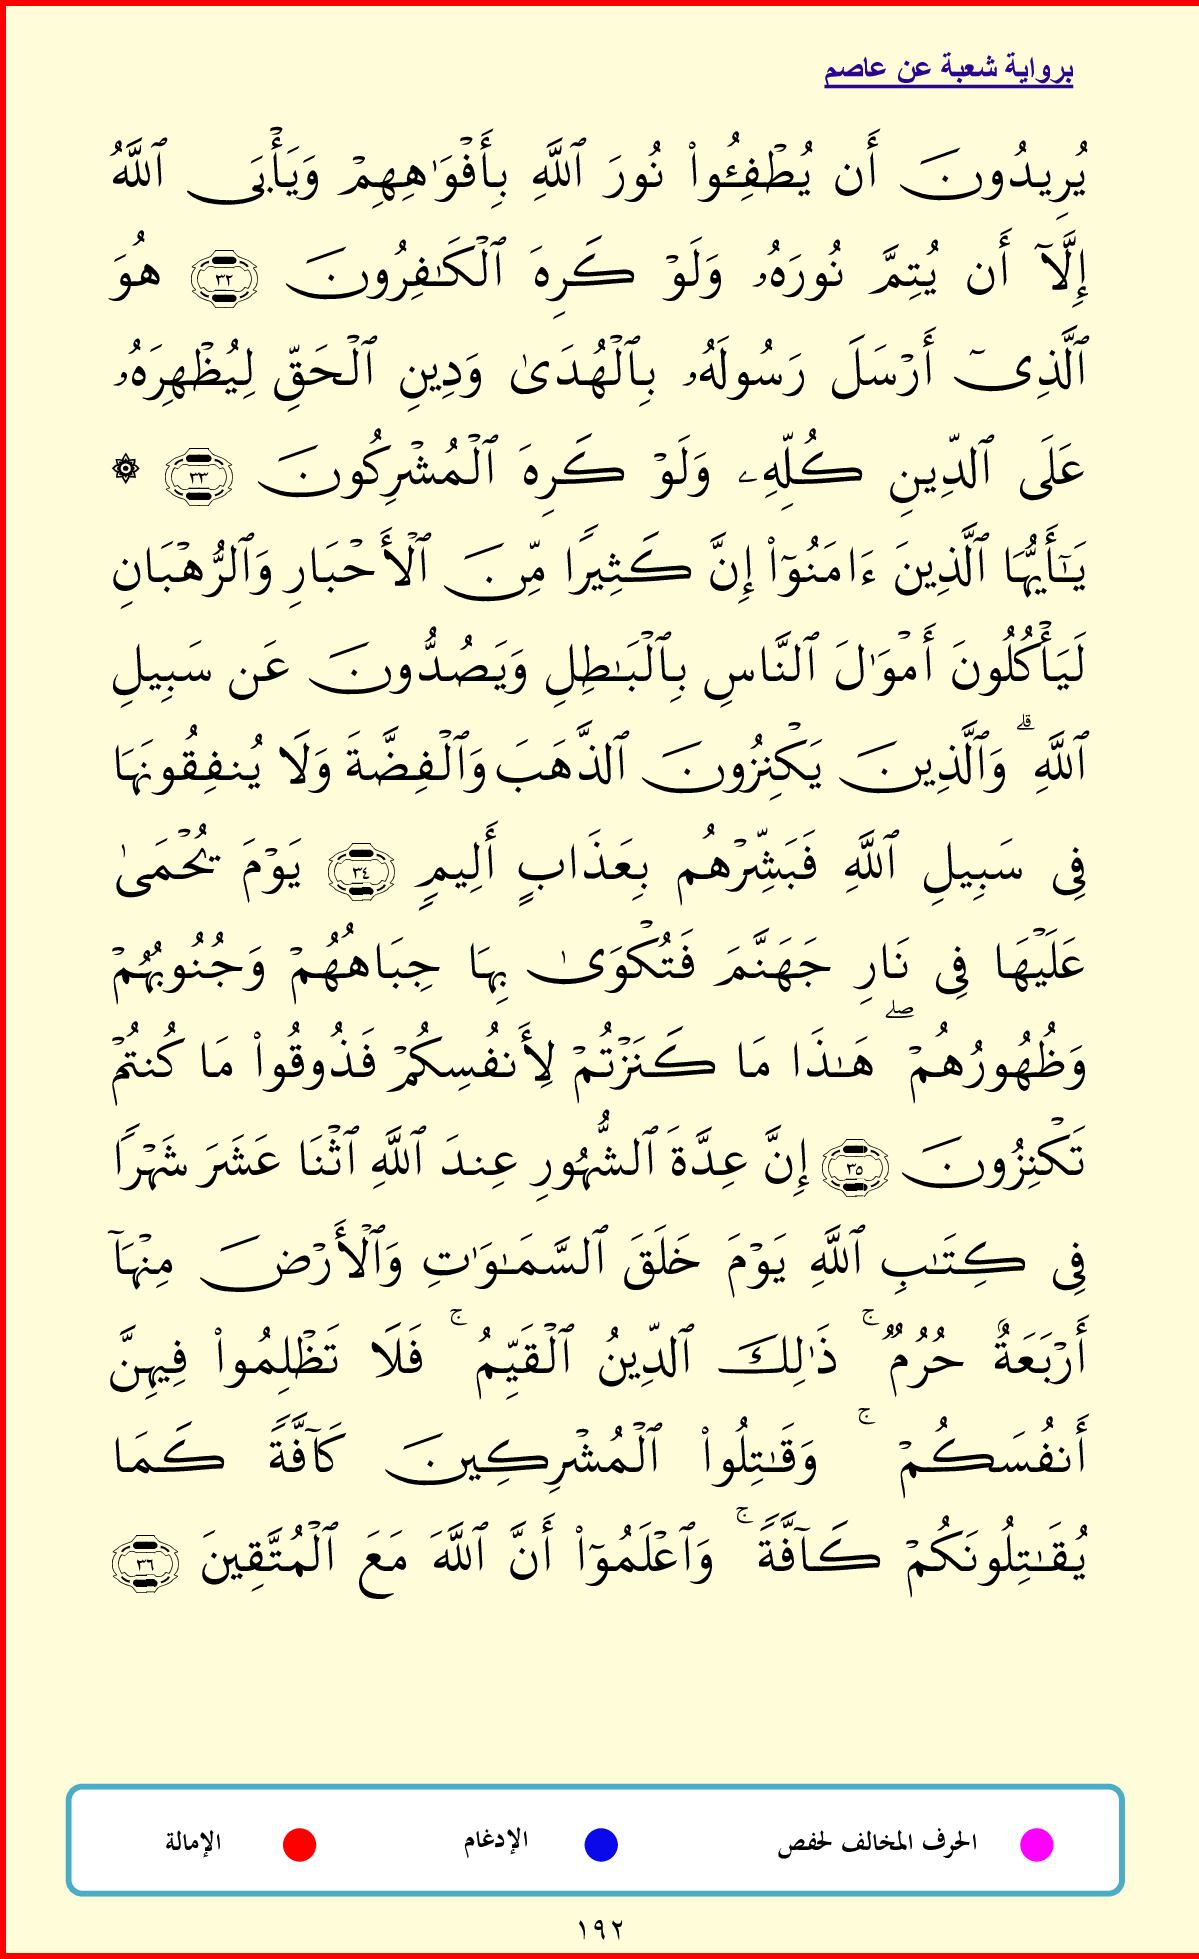 برواية شعبة عن عاصم
يُرِيدُونَ أَن يُطْفِـُٔوا۟ نُورَ ٱللَّهِ بِأَفْوَٰهِهِمْ وَيَأْبَى ٱللَّهُ
إِلَّآ أَن يُتِمَّ نُورَهُۥ وَلَوْ كَرِهَ ٱلْكَـٰفِرُونَ ٣٢ هُوَ
ٱلَّذِىٓ أَرْسَلَ رَسُولَهُۥ بِٱلْهُدَىٰ وَدِينِ ٱلْحَقِّ لِيُظْهِرَهُۥ
عَلَى ٱلدِّينِ كُلِّهِۦ وَلَوْ كَرِهَ ٱلْمُشْرِكُونَ ٣٣ ۞
يَـٰٓأَيُّهَا ٱلَّذِينَ ءَامَنُوٓا۟ إِنَّ كَثِيرًا مِّنَ ٱلْأَحْبَارِ وَٱلرُّهْبَانِ
لَيَأْكُلُونَ أَمْوَٰلَ ٱلنَّاسِ بِٱلْبَـٰطِلِ وَيَصُدُّونَ عَن سَبِيلِ
ٱللَّهِ ۗ وَٱلَّذِينَ يَكْنِزُونَ ٱلذَّهَبَ وَٱلْفِضَّةَ وَلَا يُنفِقُونَهَا
فِى سَبِيلِ ٱللَّهِ فَبَشِّرْهُم بِعَذَابٍ أَلِيمٍ ٣٤ يَوْمَ يُحْمَىٰ
عَلَيْهَا فِى نَارِ جَهَنَّمَ فَتُكْوَىٰ بِهَا جِبَاهُهُمْ وَجُنُوبُهُمْ
وَظُهُورُهُمْ ۖ هَـٰذَا مَا كَنَزْتُمْ لِأَنفُسِكُمْ فَذُوقُوا۟ مَا كُنتُمْ
تَكْنِزُونَ ٣٥ إِنَّ عِدَّةَ ٱلشُّهُورِ عِندَ ٱللَّهِ ٱثْنَا عَشَرَ شَهْرًا
فِى كِتَـٰبِ ٱللَّهِ يَوْمَ خَلَقَ ٱلسَّمَـٰوَٰتِ وَٱلْأَرْضَ مِنْهَآ
أَرْبَعَةٌ حُرُمٌ ۚ ذَٰلِكَ ٱلدِّينُ ٱلْقَيِّمُ ۚ فَلَا تَظْلِمُوا۟ فِيهِنَّ
أَنفُسَكُمْ ۚ وَقَـٰتِلُوا۟ ٱلْمُشْرِكِينَ كَآفَّةً كَمَا
يُقَـٰتِلُونَكُمْ كَآفَّةً ۚ وَٱعْلَمُوٓا۟ أَنَّ ٱللَّهَ مَعَ ٱلْمُتَّقِينَ ٣٦
الحرف المخالف لحفص الإدغام الإمالة
١٩٢